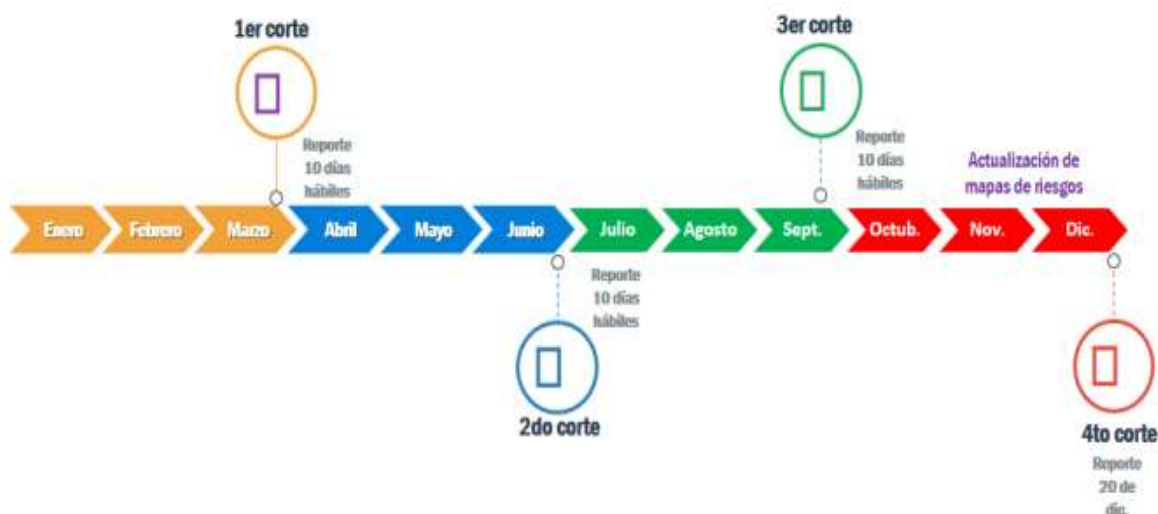 1er corte
3er corte
Reporte
10 días
hábiles
Reporte
10 días
hábiles
Actualización de
mapas de riesgos
Enero Febrero Marzo Abril Mayo Junio Julio Agosto Sept. Octub. Nov. Dic.
Reporte
10 días
hábiles
2do corte
4to corte
Reporte
20 de
dic.